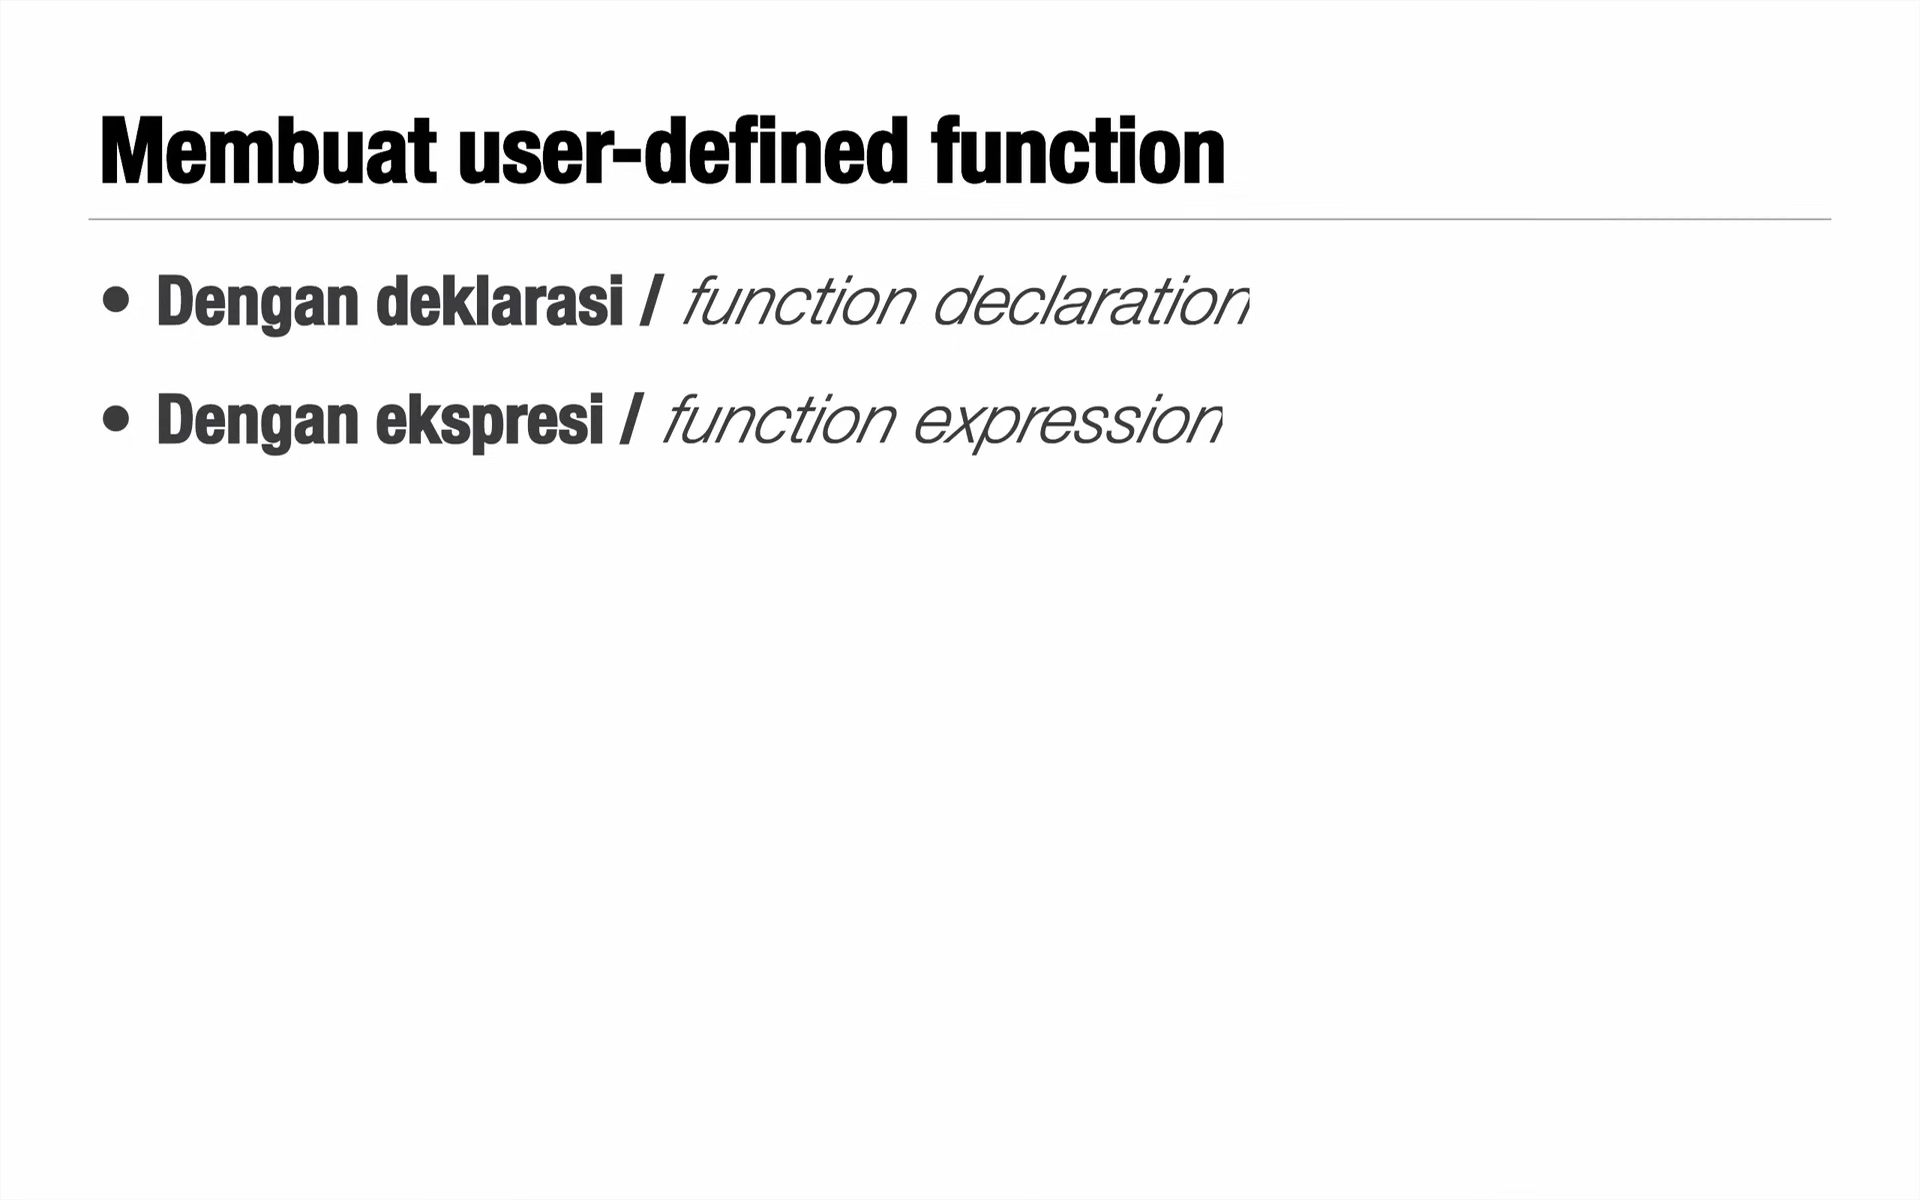 Membuat user-defined function
• Dengan deklarasi / function declaration
• Dengan ekspresi / function expression